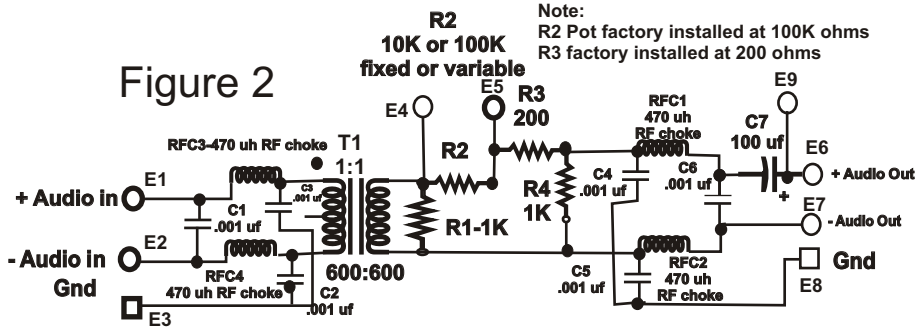 Note:
R2 Pot factory installed at 100K ohms
R3 factory installed at 200 ohms
R2
10K or 100K
fixed or variable
Figure 2
E4
E5
R3
200
RFC1
470 uh
RF choke
E9
C7
100 uf
RFC3-470 uh RF choke
T1
1:1
R2
C4
.001 uf
C6
.001 uf
E6
+ Audio Out
+
E1
+ Audio in
C1
.001 uf
C3
.001 uf
R1-1K
R4
1K
E7
- Audio Out
E2
- Audio in
RFC4
470 uh RF choke
600:600
C5
.001 uf
RFC2
470 uh
RF choke
Gnd
E8
Gnd
E3
C2
.001 uf